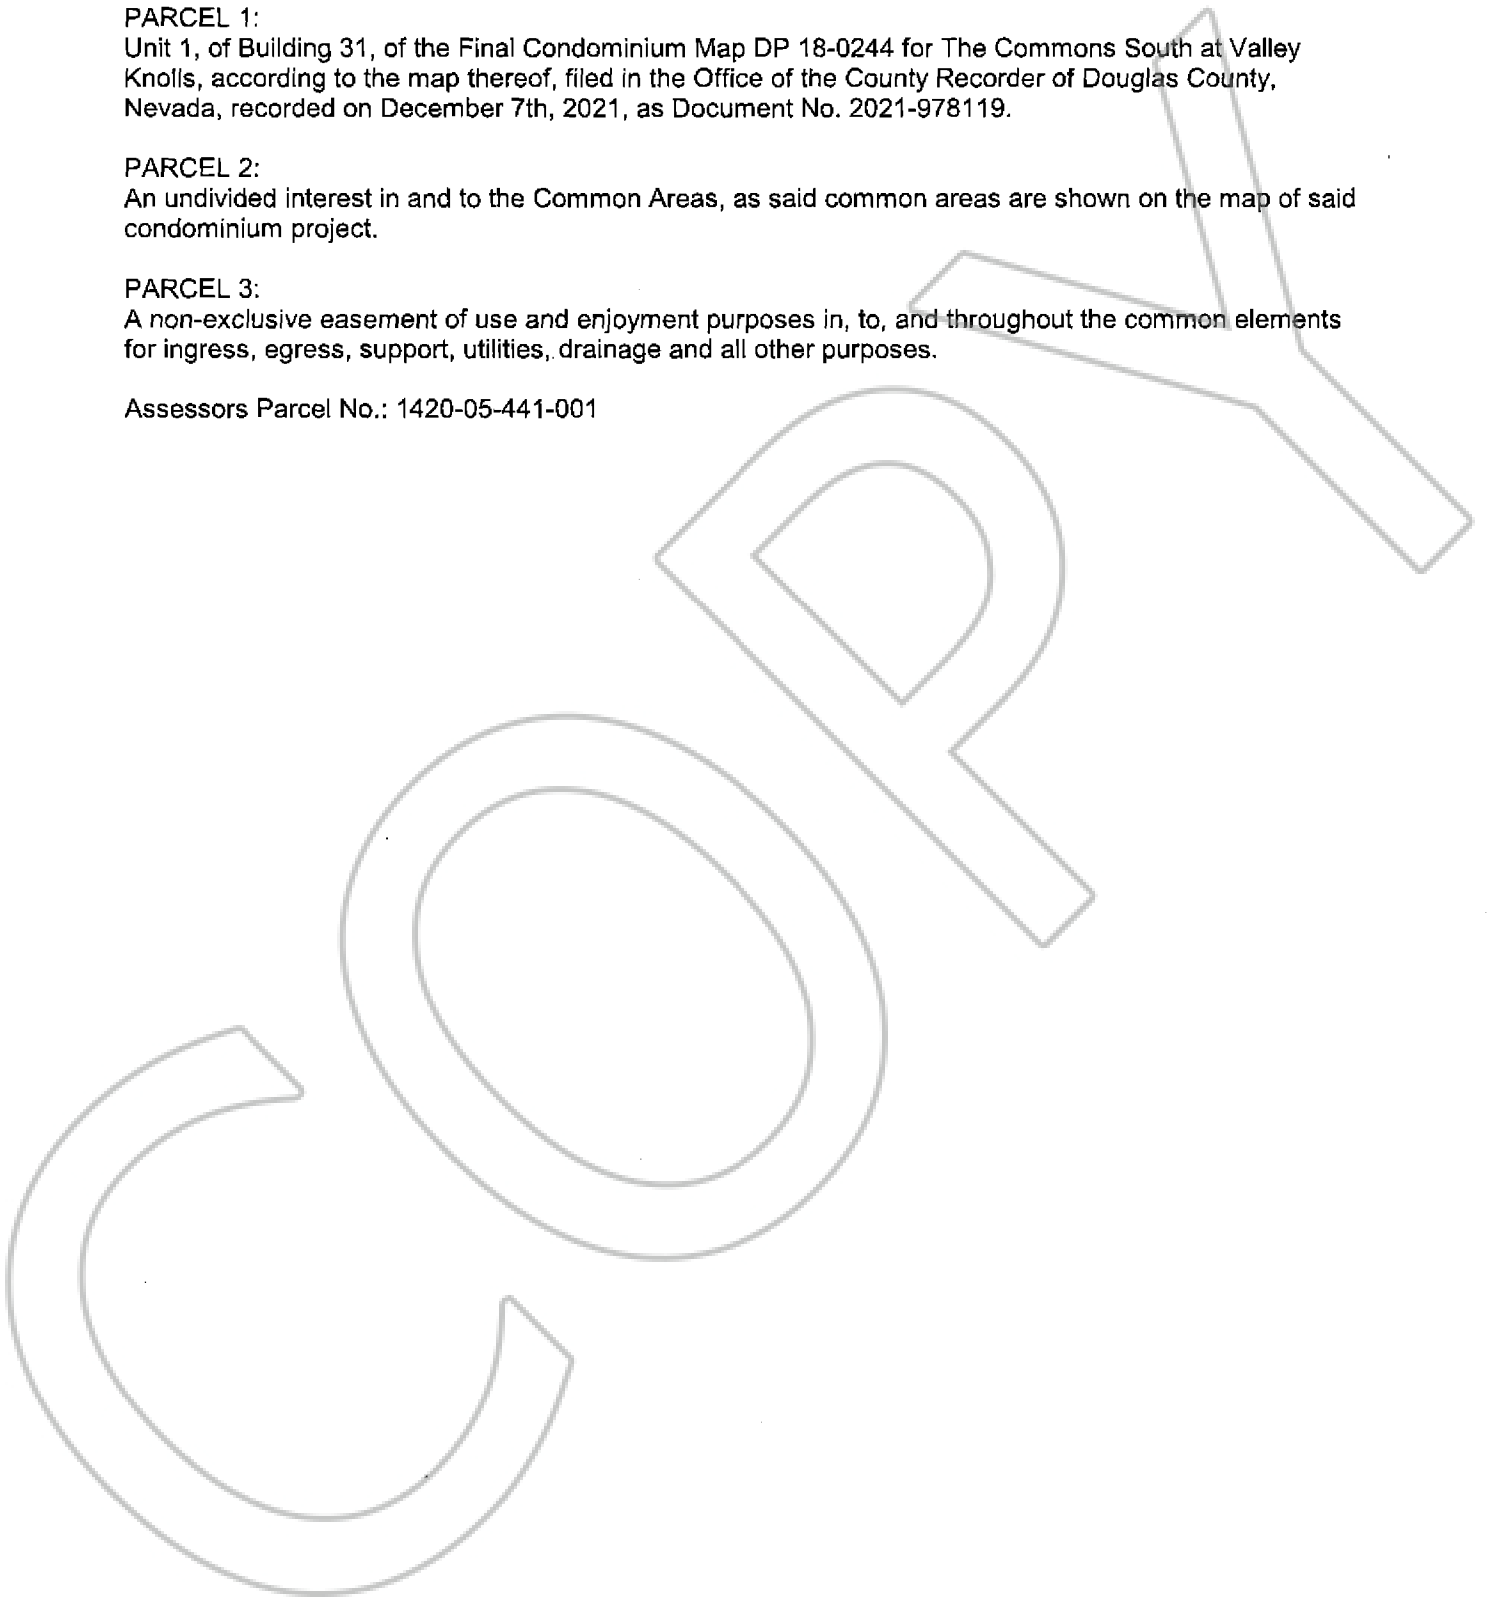 PARCEL 1:
Unit 1, of Building 31, of the Final Condominium Map DP 18-0244 for The Commons South at Valley
Knolls, according to the map thereof, filed in the Office of the County Recorder of Douglas County,
Nevada, recorded on December 7th, 2021, as Document No. 2021-978119.
PARCEL 2:
An undivided interest in and to the Common Areas, as said common areas are shown on the map of said
condominium project.
PARCEL 3:
A non-exclusive easement of use and enjoyment purposes in, to, and throughout the common elements
for ingress, egress, support, utilities, drainage and all other purposes.
Assessors Parcel No.: 1420-05-441-001
COPY